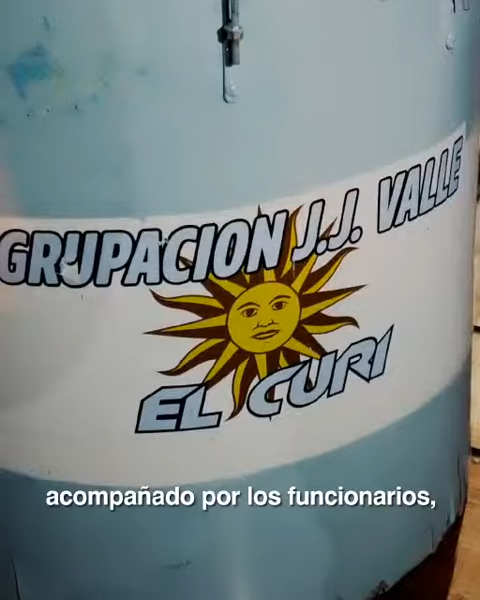 GRUPACION J.J. VALLE
EL CURI
acompañado por los funcionarios,